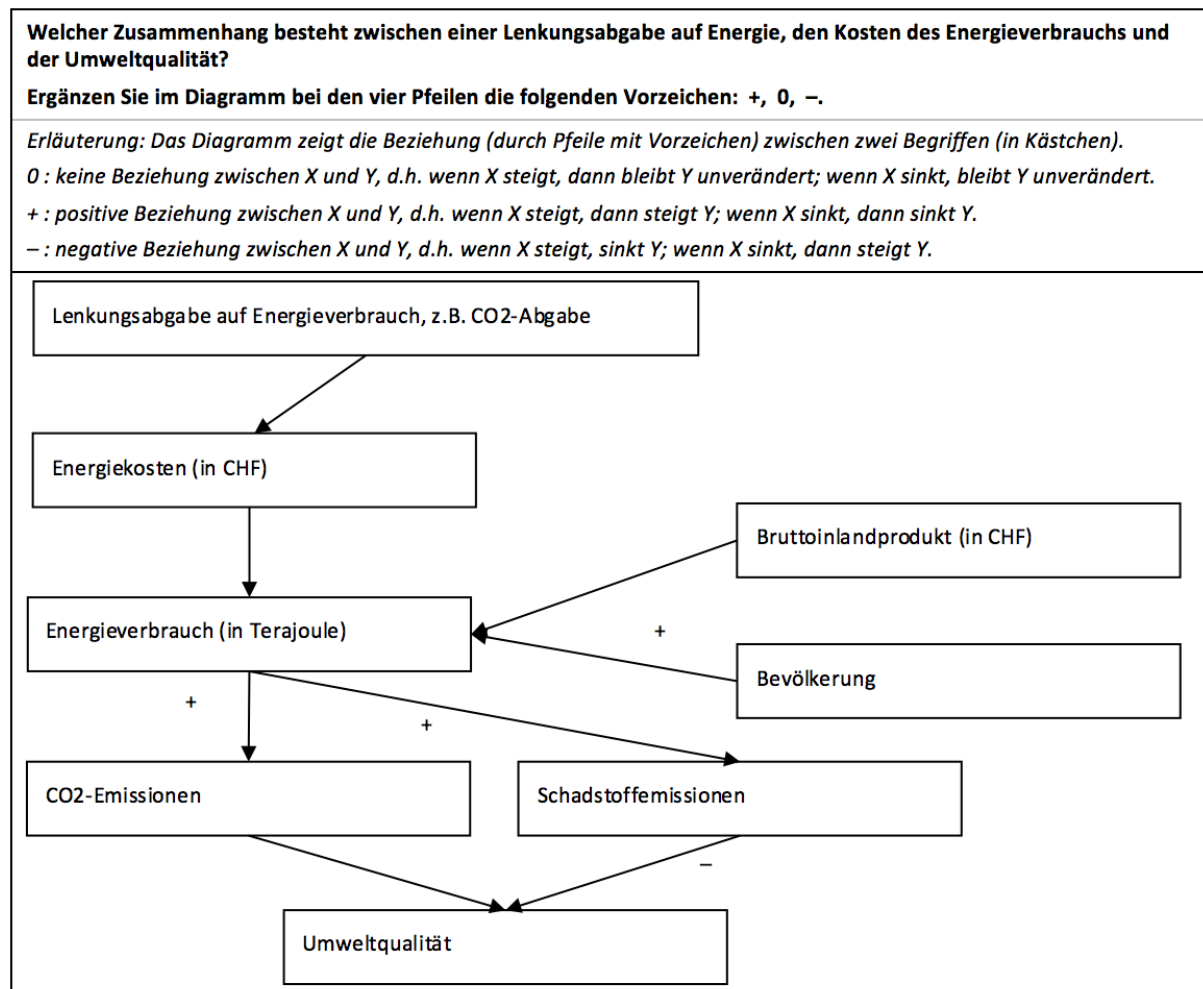 Welcher Zusammenhang besteht zwischen einer Lenkungsabgabe auf Energie, den Kosten des Energieverbrauchs und
der Umweltqualität?
Ergänzen Sie im Diagramm bei den vier Pfeilen die folgenden Vorzeichen: +, 0, –.
Erläuterung: Das Diagramm zeigt die Beziehung (durch Pfeile mit Vorzeichen) zwischen zwei Begriffen (in Kästchen).
0 : keine Beziehung zwischen X und Y, d.h. wenn X steigt, dann bleibt Y unverändert; wenn X sinkt, bleibt Y unverändert.
+ : positive Beziehung zwischen X und Y, d.h. wenn X steigt, dann steigt Y; wenn X sinkt, dann sinkt Y.
– : negative Beziehung zwischen X und Y, d.h. wenn X steigt, sinkt Y; wenn X sinkt, dann steigt Y.
Lenkungsabgabe auf Energieverbrauch, z.B. CO2-Abgabe
Energiekosten (in CHF)
Bruttoinlandprodukt (in CHF)
Energieverbrauch (in Terajoule)
+
Bevölkerung
+
+
CO2-Emissionen
Schadstoffemissionen
–
Umweltqualität